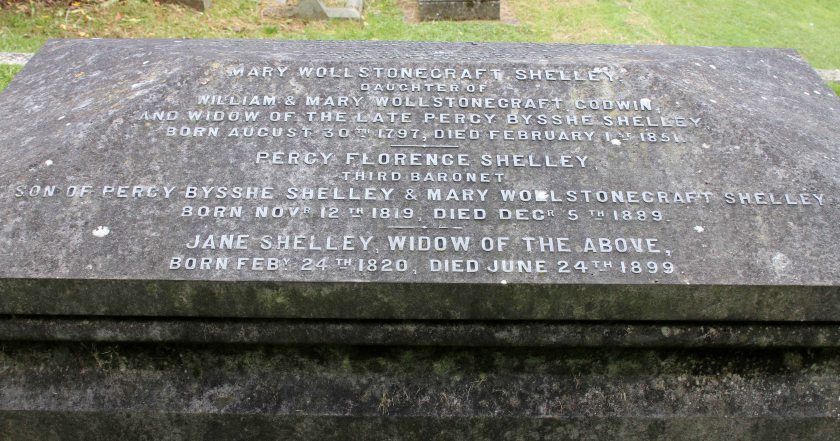 MARY WOLLSTONECRAFT SHELLEY,
DAUGHTER OF
WILLIAM & MARY WOLLSTONECRAFT GODWIN,
AND WIDOW OF THE LATE PERCY BYSSHE SHELLEY.
BORN AUGUST 30TH 1797, DIED FEBRUARY 1ST 1851.
PERCY FLORENCE SHELLEY
THIRD BARONET
SON OF PERCY BYSSHE SHELLEY & MARY WOLLSTONECRAFT SHELLEY.
BORN NOVR 12TH 1819, DIED DECR 5TH 1889
JANE SHELLEY, WIDOW OF THE ABOVE,
BORN FEBY 24TH 1820, DIED JUNE 24TH 1899